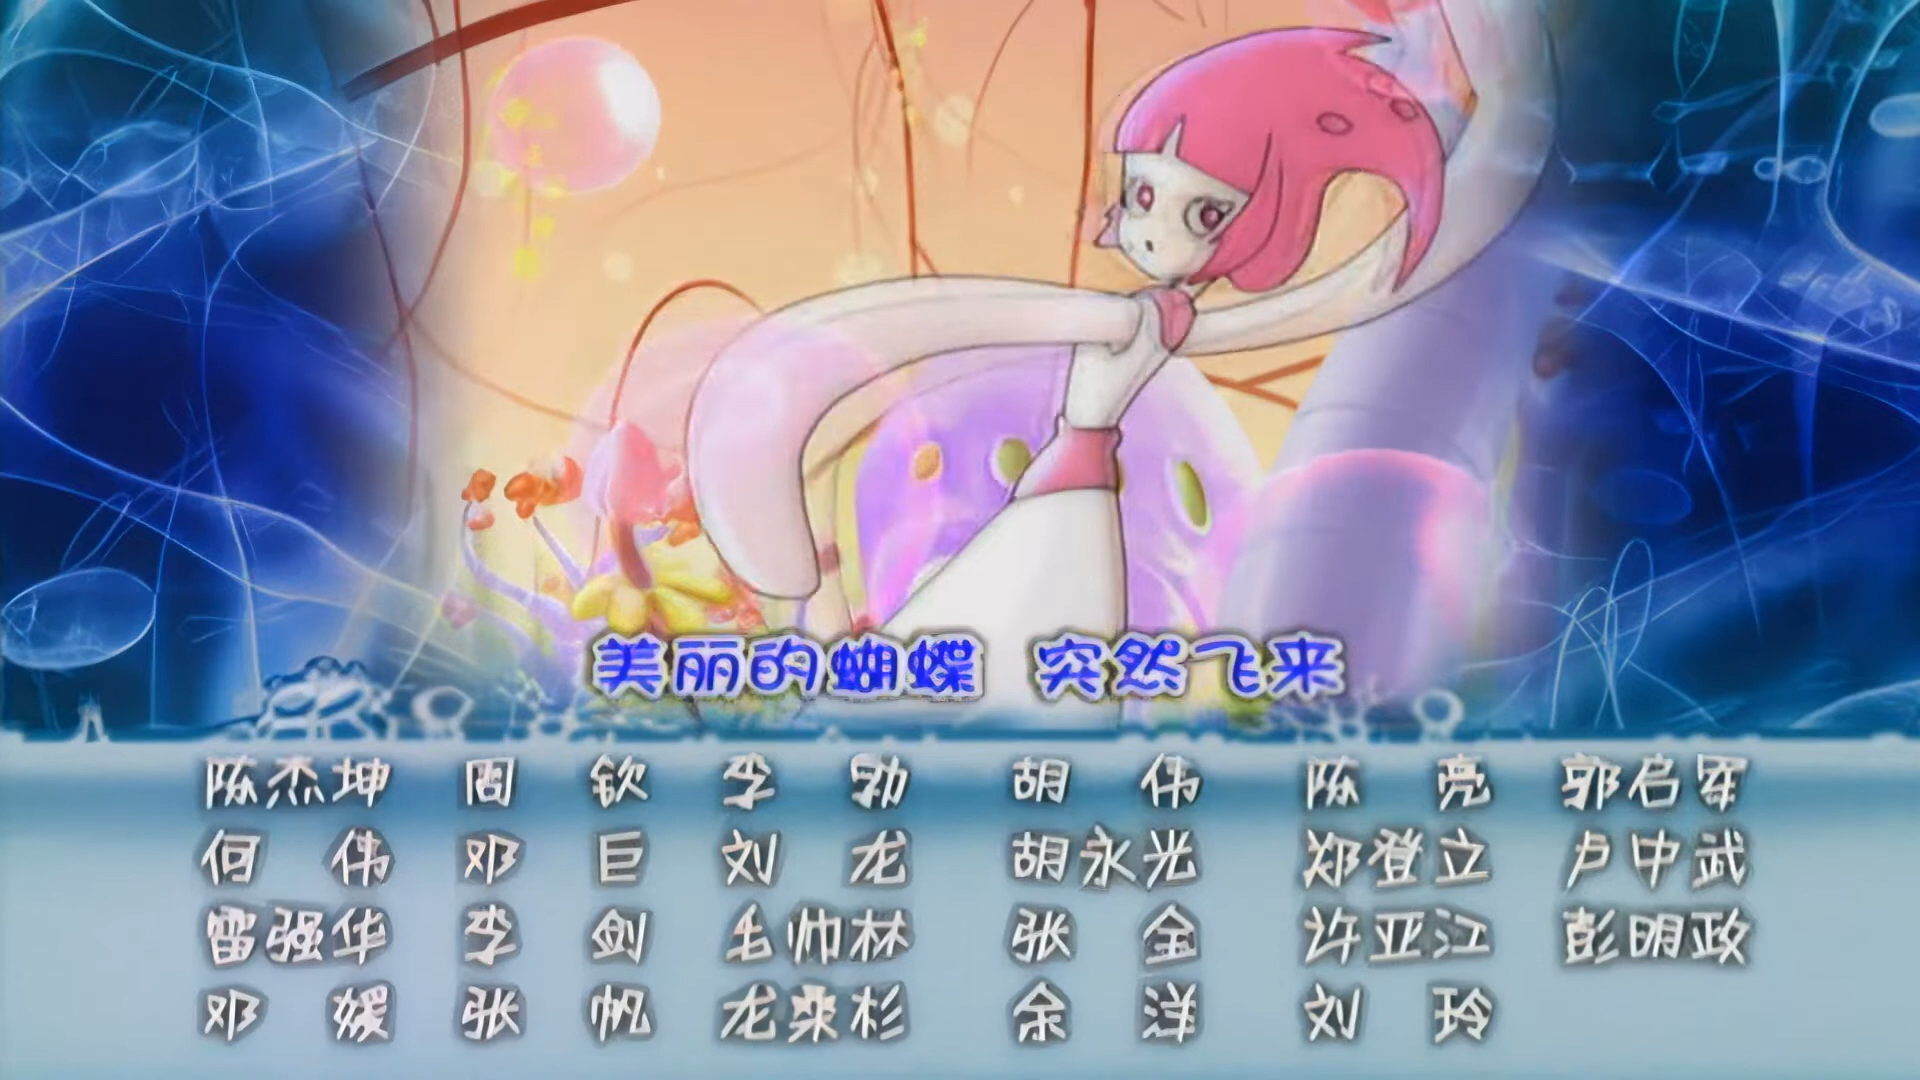 美丽的蝴蝶 突然飞来
陈杰坤 周钦 李勃 胡伟 陈亮 郭启军
何伟 邓巨 刘龙 胡永光 郑登立 卢中武
雷强华 李剑 毛帅林 张金 许亚江 彭明政
邓媛 张帆 龙染杉 余洋 刘玲